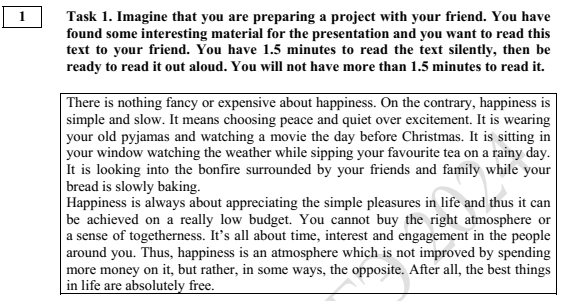 1
Task 1. Imagine that you are preparing a project with your friend. You have
found some interesting material for the presentation and you want to read this
text to your friend. You have 1.5 minutes to read the text silently, then be
ready to read it out aloud. You will not have more than 1.5 minutes to read it.
There is nothing fancy or expensive about happiness. On the contrary, happiness is
simple and slow. It means choosing peace and quiet over excitement. It is wearing
your old pyjamas and watching a movie the day before Christmas. It is sitting in
your window watching the weather while sipping your favourite tea on a rainy day.
It is looking into the bonfire surrounded by your friends and family while your
bread is slowly baking.
Happiness is always about appreciating the simple pleasures in life and thus it can
be achieved on a really low budget. You cannot buy the right atmosphere or
a sense of togetherness. It’s all about time, interest and engagement in the people
around you. Thus, happiness is an atmosphere which is not improved by spending
more money on it, but rather, in some ways, the opposite. After all, the best things
in life are absolutely free.
2024